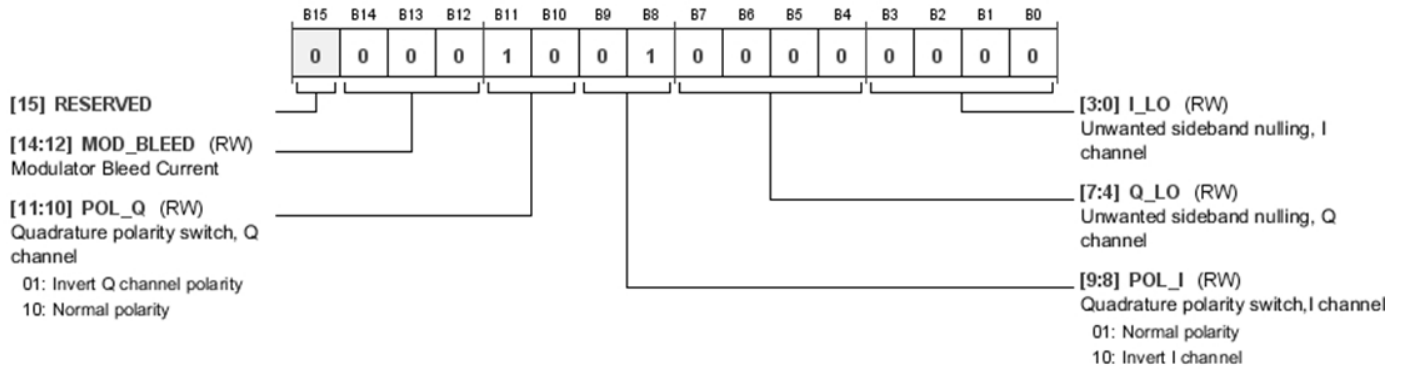 B15 B14 B13 B12 B11 B10 B9 B8 B7 B6 B5 B4 B3 B2 B1 B0
0 0 0 0 1 0 0 1 0 0 0 0 0 0 0 0
[15] RESERVED
[14:12] MOD_BLEED (RW)
Modulator Bleed Current
[11:10] POL_Q (RW)
Quadrature polarity switch, Q
channel
01: Invert Q channel polarity
10: Normal polarity
[3:0] I_LO (RW)
Unwanted sideband nulling, I
channel
[7:4] Q_LO (RW)
Unwanted sideband nulling, Q
channel
[9:8] POL_I (RW)
Quadrature polarity switch,I channel
01: Normal polarity
10: Invert I channel